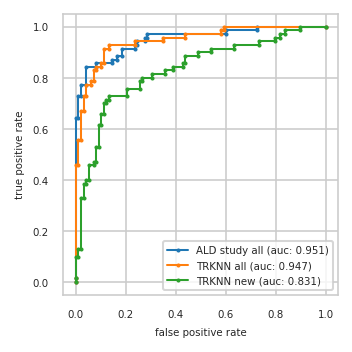 1.0
0.8
0.6
0.4
0.2
0.0
true positive rate
ALD study all (auc: 0.951)
TRKNN all (auc: 0.947)
TRKNN new (auc: 0.831)
0.0 0.2 0.4 0.6 0.8 1.0
false positive rate